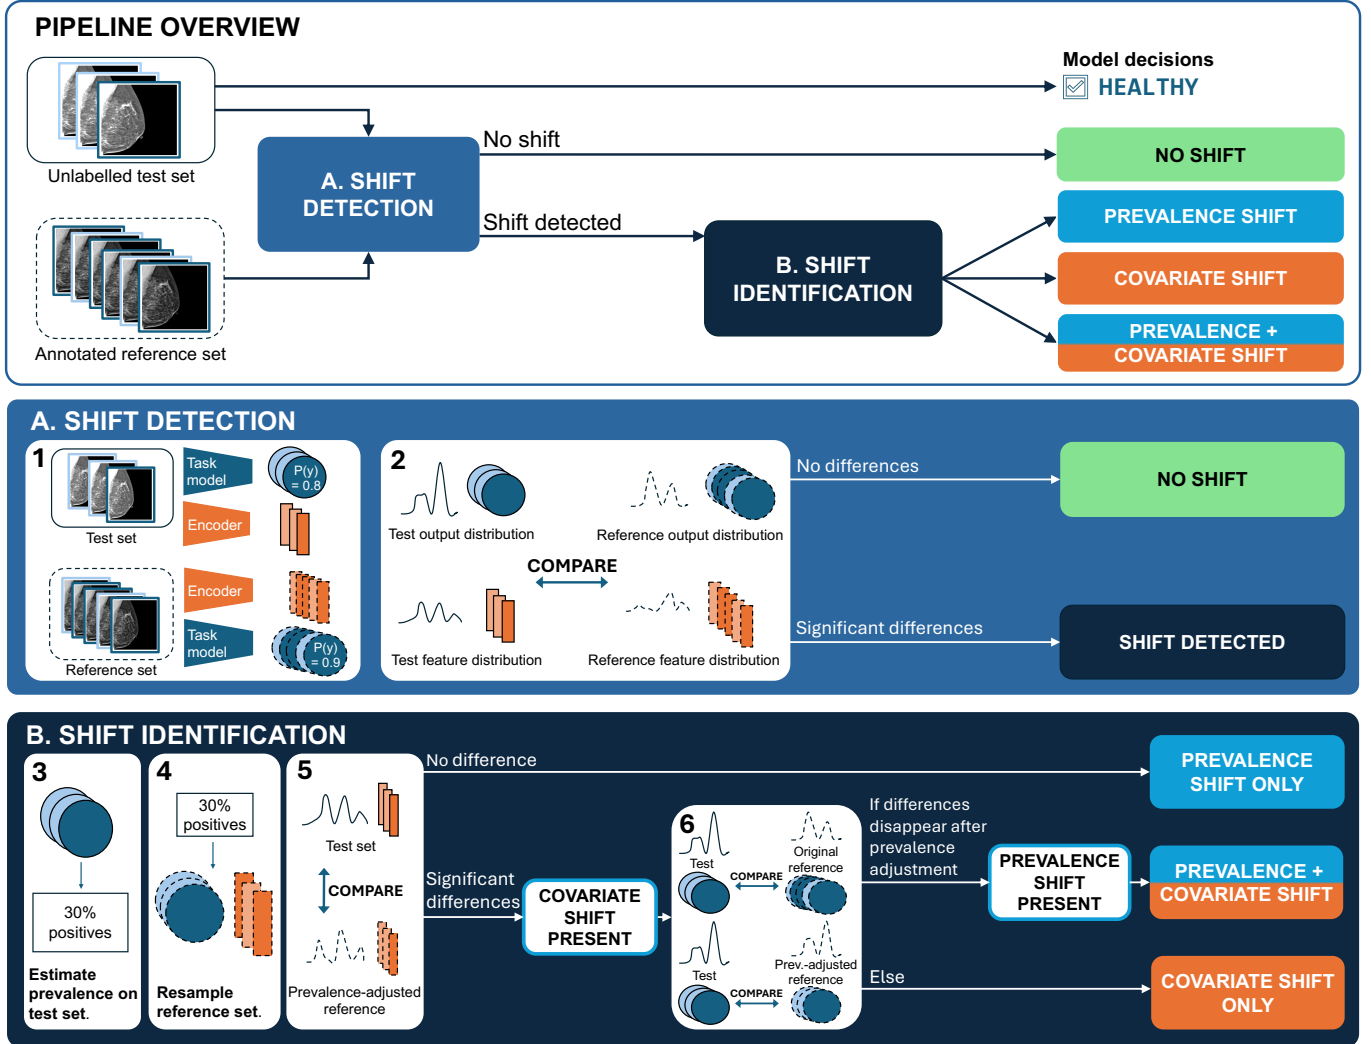 PIPELINE OVERVIEW
Unlabelled test set
Annotated reference set
A. SHIFT
DETECTION
No shift
Shift detected
B. SHIFT
IDENTIFICATION
Model decisions
HEALTHY
NO SHIFT
PREVALENCE SHIFT
COVARIATE SHIFT
PREVALENCE +
COVARIATE SHIFT
A. SHIFT DETECTION
1
Test set
Task
model
P(y)
= 0.8
Encoder
Reference set
Encoder
Task
model
P(y)
= 0.9
2
Test output distribution
Reference output distribution
COMPARE
Test feature distribution
Reference feature distribution
No differences
NO SHIFT
Significant differences
SHIFT DETECTED
B. SHIFT IDENTIFICATION
3
30%
positives
Estimate
prevalence on
test set.
4
30%
positives
Resample
reference set.
5
Test set
COMPARE
Prevalence-adjusted
reference
No difference
PREVALENCE
SHIFT ONLY
Significant
differences
COVARIATE
SHIFT
PRESENT
6
Test
COMPARE
Original
reference
Test
COMPARE
Prev.-adjusted
reference
If differences
disappear after
prevalence
adjustment
PREVALENCE
SHIFT
PRESENT
PREVALENCE +
COVARIATE SHIFT
Else
COVARIATE SHIFT
ONLY